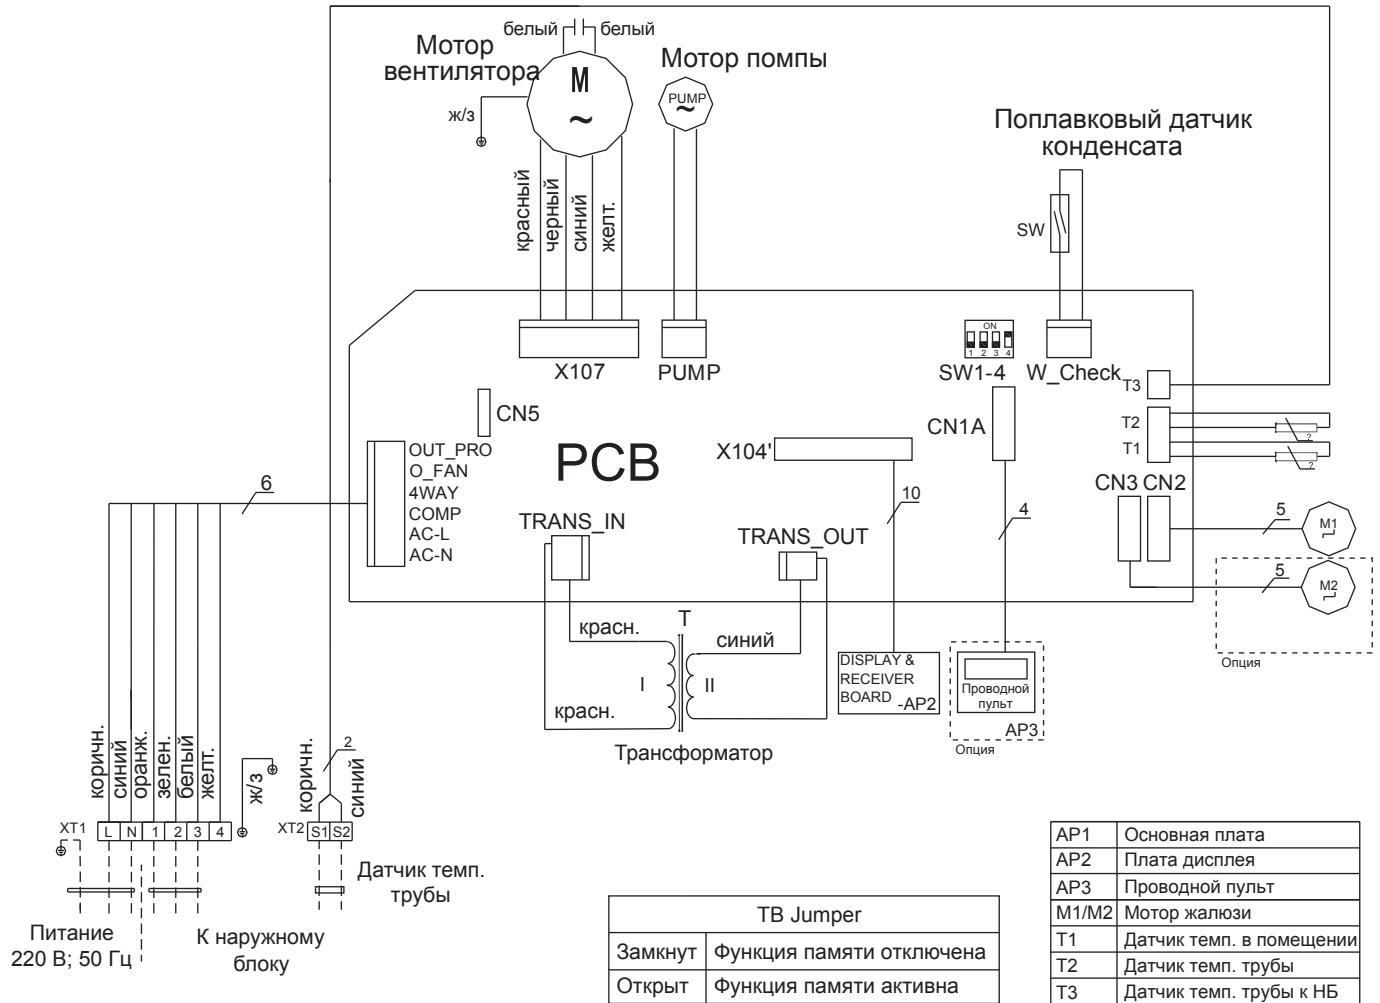 белый
белый
Мотор
вентилятора
M
~
ж/з
Мотор помпы
PUMP
~
Поплавковый датчик
конденсата
SW
красный
черный
синий
желт.
X107
PUMP
ON
1 2 3 4
SW1-4
W_Check
T3
T2
T1
?
?
CN5
OUT_PRO
O_FAN
4WAY
COMP
AC-L
AC-N
6
PCB
X104'
CN1A
CN3
CN2
10
4
5
M1
5
M2
Опция
TRANS_IN
TRANS_OUT
T
красн.
красн.
I
II
синий
Трансформатор
DISPLAY &
RECEIVER
BOARD -AP2
Проводной
пульт
AP3
Опция
коричн.
синий
оранж.
зелен.
белый
желт.
ж/з
коричн.
синий
2
XT1
L N 1 2 3 4
XT2
S1 S2
Датчик темп.
трубы
Питание
220 В; 50 Гц
К наружному
блоку
TB Jumper
Замкнут Функция памяти отключена
Открыт Функция памяти активна
AP1 Основная плата
AP2 Плата дисплея
AP3 Проводной пульт
M1/M2 Мотор жалюзи
T1 Датчик темп. в помещении
T2 Датчик темп. трубы
T3 Датчик темп. трубы к НБ